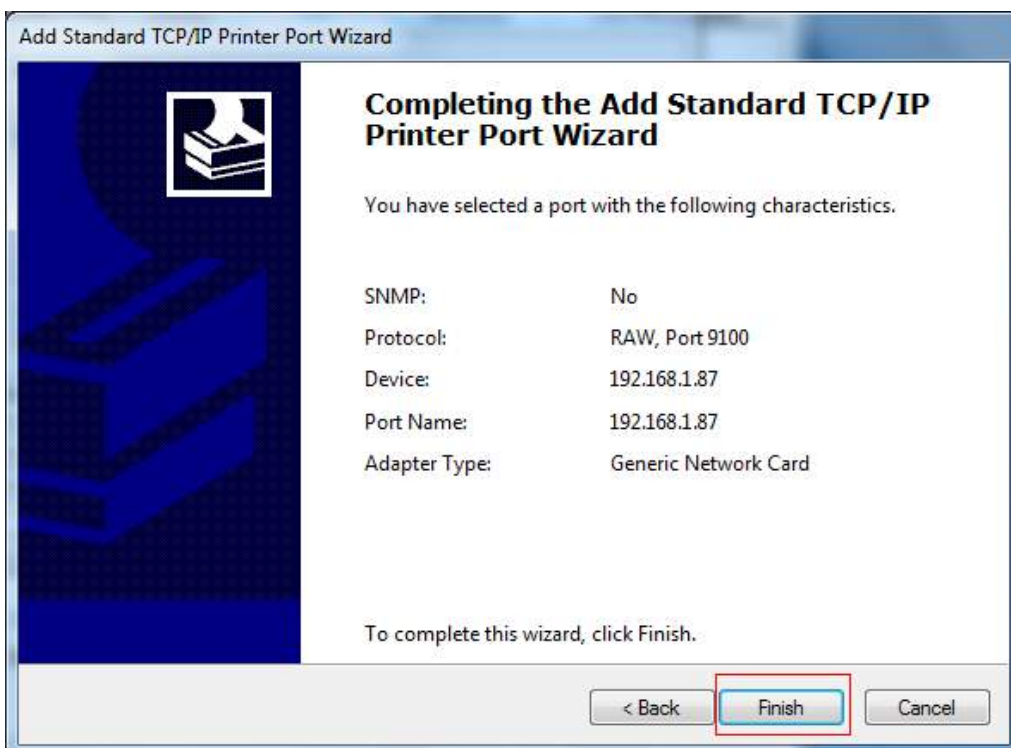 Add Standard TCP/IP Printer Port Wizard
Completing the Add Standard TCP/IP
Printer Port Wizard
You have selected a port with the following characteristics.
SNMP: No
Protocol: RAW, Port 9100
Device: 192.168.1.87
Port Name: 192.168.1.87
Adapter Type: Generic Network Card
To complete this wizard, click Finish.
< Back Finish Cancel